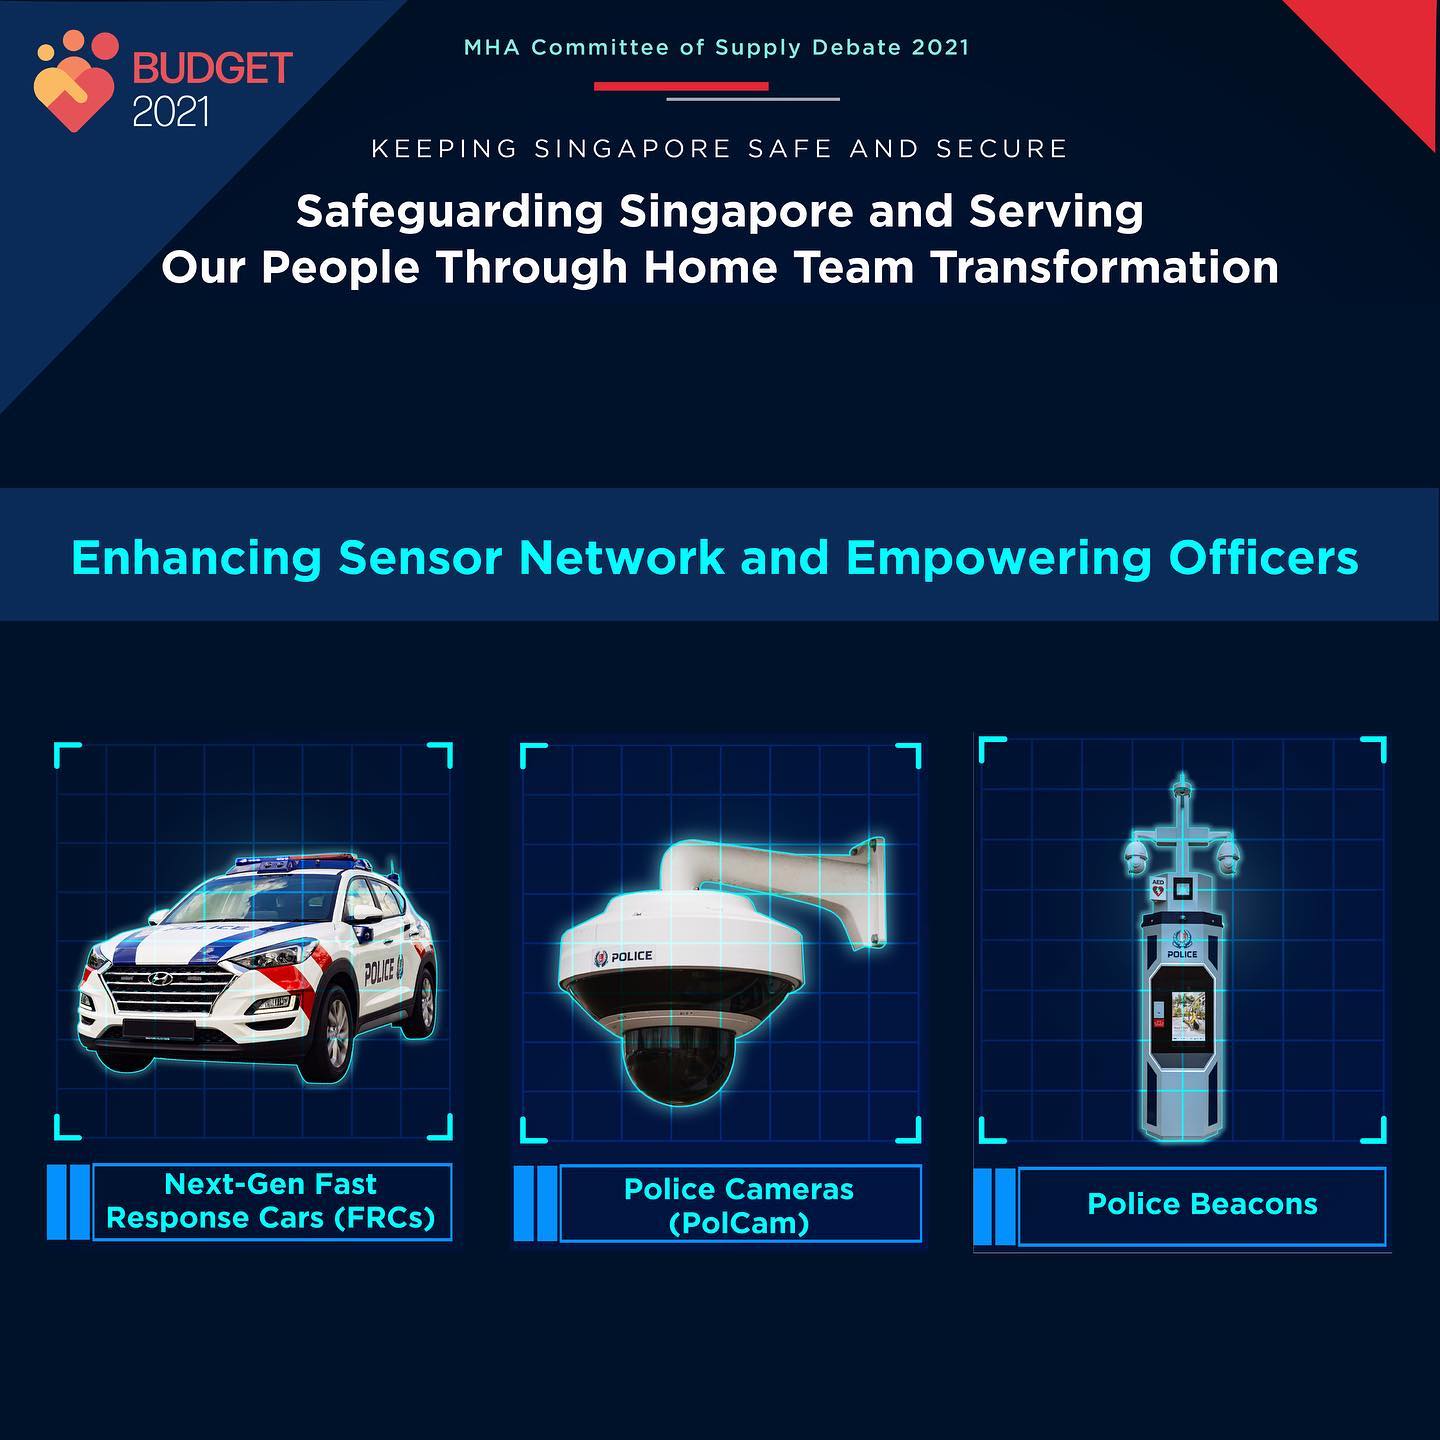 BUDGET
2021
MHA Committee of Supply Debate 2021
KEEPING SINGAPORE SAFE AND SECURE
Safeguarding Singapore and Serving
Our People Through Home Team Transformation
Enhancing Sensor Network and Empowering Officers
POLICE
POLICE
POLICE
AED
POLICE
Next-Gen Fast
Response Cars (FRCs)
Police Cameras
(PolCam)
Police Beacons